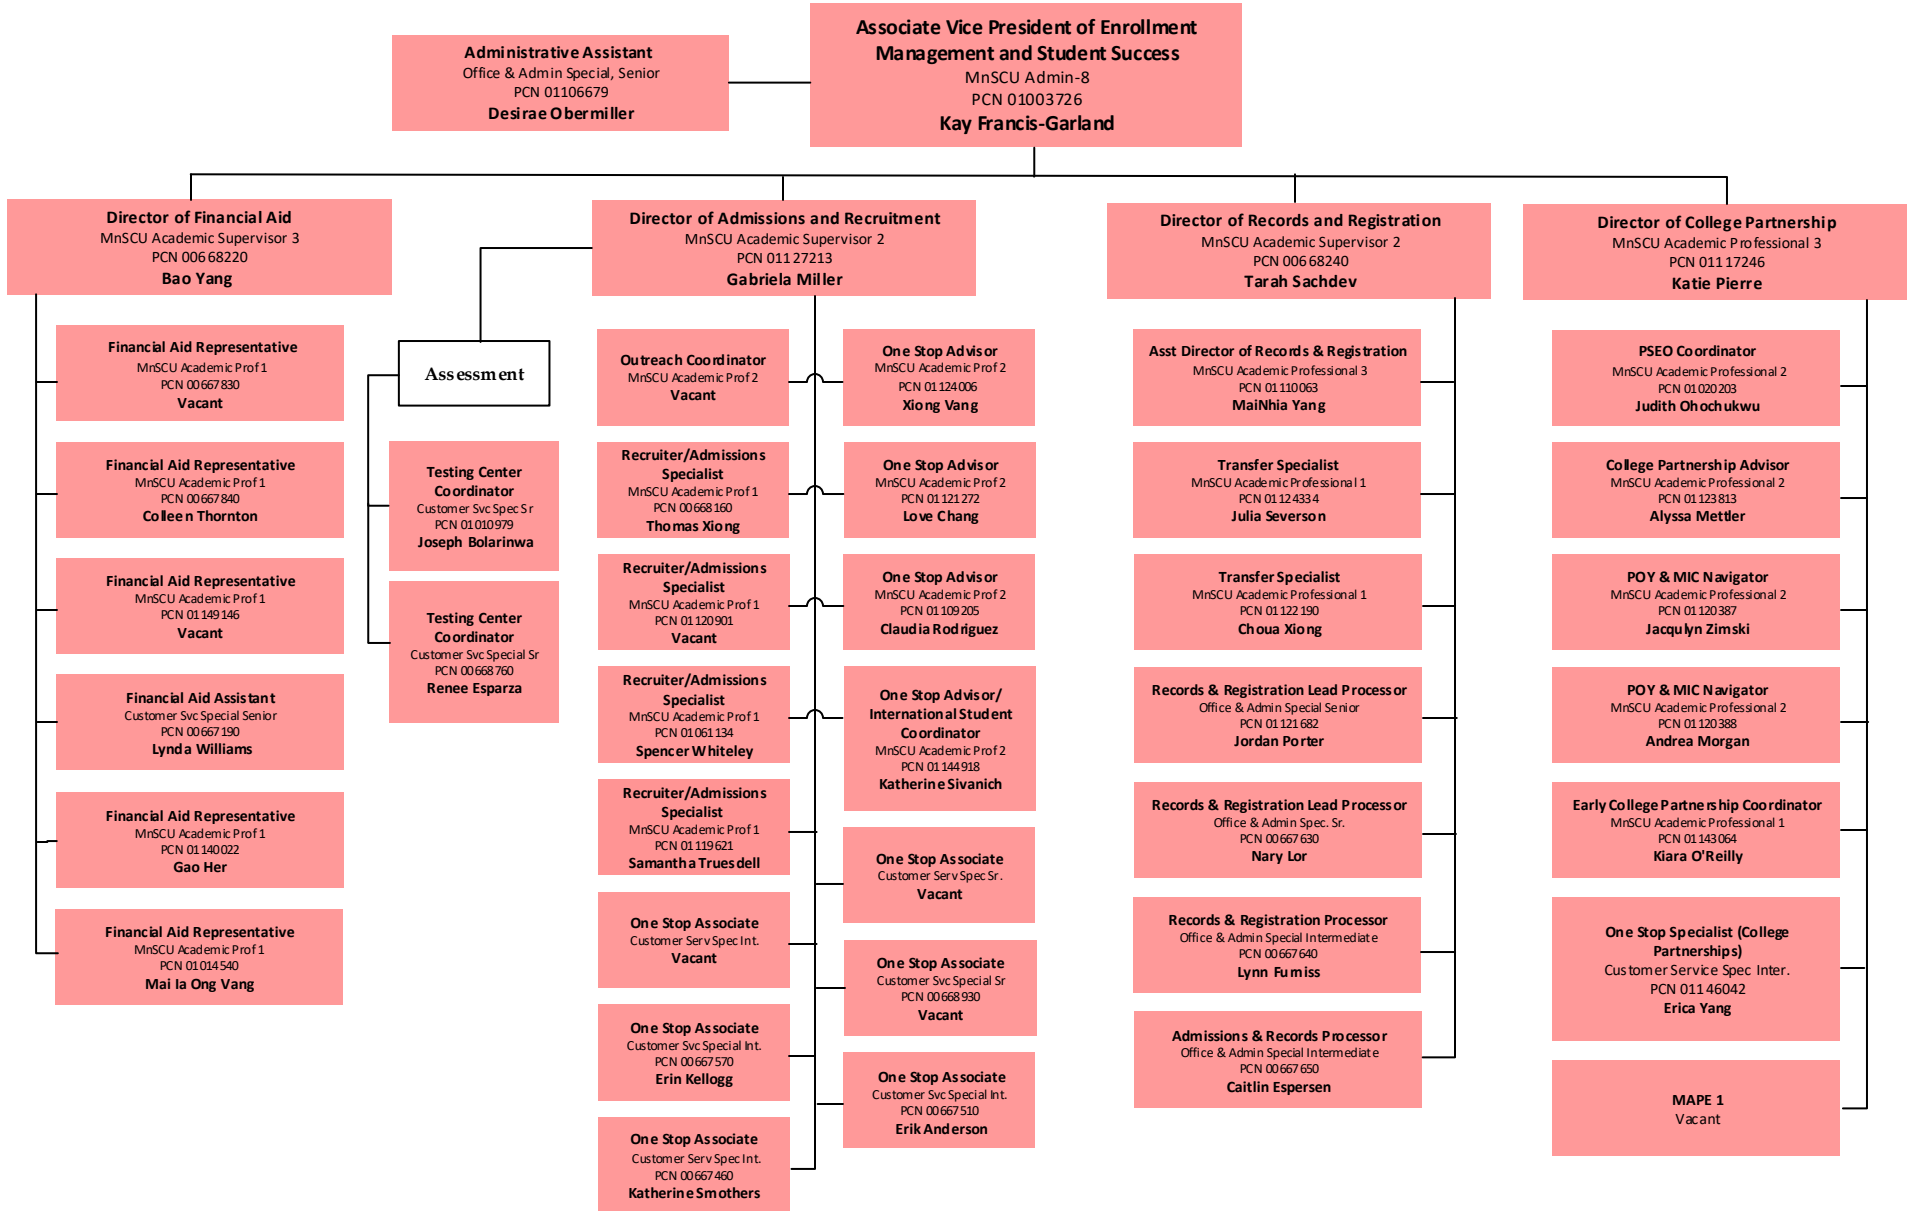 Associate Vice President of Enrollment
Management and Student Success
MnSCU Admin-8
PCN 01003726
Kay Francis-Garland
Administrative Assistant
Office & Admin Special, Senior
PCN 01106679
Desirae Obermiller
Director of Financial Aid
MnSCU Academic Supervisor 3
PCN 00668220
Bao Yang
Financial Aid Representative
MnSCU Academic Prof 1
PCN 00667830
Vacant
Financial Aid Representative
MnSCU Academic Prof 1
PCN 00667840
Colleen Thornton
Financial Aid Representative
MnSCU Academic Prof 1
PCN 01149146
Vacant
Financial Aid Assistant
Customer Svc Special Senior
PCN 00667190
Lynda Williams
Financial Aid Representative
MnSCU Academic Prof 1
PCN 01140022
Gao Her
Financial Aid Representative
MnSCU Academic Prof 1
PCN 01014540
Mai Ia Ong Vang
Director of Admissions and Recruitment
MnSCU Academic Supervisor 2
PCN 01127213
Gabriela Miller
Assessment
Testing Center
Coordinator
Customer Svc Spec Sr
PCN 01010979
Joseph Bolarinwa
Testing Center
Coordinator
Customer Svc Special Sr
PCN 00668760
Renee Esparza
Outreach Coordinator
MnSCU Academic Prof 2
Vacant
Recruiter/Admissions
Specialist
MnSCU Academic Prof 1
PCN 00668160
Thomas Xiong
Recruiter/Admissions
Specialist
MnSCU Academic Prof 1
PCN 01120901
Vacant
Recruiter/Admissions
Specialist
MnSCU Academic Prof 1
PCN 01061134
Spencer Whiteley
Recruiter/Admissions
Specialist
MnSCU Academic Prof 1
PCN 01119621
Samantha Truesdell
One Stop Associate
Customer Serv Spec Int.
Vacant
One Stop Associate
Customer Svc Special Int.
PCN 00667570
Erin Kellogg
One Stop Associate
Customer Serv Spec Int.
PCN 00667460
Katherine Smothers
One Stop Advisor
MnSCU Academic Prof 2
PCN 01124006
Xiong Vang
One Stop Advisor
MnSCU Academic Prof 2
PCN 01121272
Love Chang
One Stop Advisor
MnSCU Academic Prof 2
PCN 01109205
Claudia Rodriguez
One Stop Advisor/
International Student
Coordinator
MnSCU Academic Prof 2
PCN 01144918
Katherine Sivanich
One Stop Associate
Customer Serv Spec Sr.
Vacant
One Stop Associate
Customer Svc Special Sr
PCN 00668930
Vacant
One Stop Associate
Customer Svc Special Int.
PCN 00667510
Erik Anderson
Director of Records and Registration
MnSCU Academic Supervisor 2
PCN 00668240
Tarah Sachdev
Asst Director of Records & Registration
MnSCU Academic Professional 3
PCN 01110063
MaiNhia Yang
Transfer Specialist
MnSCU Academic Professional 1
PCN 01124334
Julia Severson
Transfer Specialist
MnSCU Academic Professional 1
PCN 01122190
Choua Xiong
Records & Registration Lead Processor
Office & Admin Special Senior
PCN 01121682
Jordan Porter
Records & Registration Lead Processor
Office & Admin Spec. Sr.
PCN 00667630
Nary Lor
Records & Registration Processor
Office & Admin Special Intermediate
PCN 00667640
Lynn Furniss
Admissions & Records Processor
Office & Admin Special Intermediate
PCN 00667650
Caitlin Espersen
Director of College Partnership
MnSCU Academic Professional 3
PCN 01117246
Katie Pierre
PSEO Coordinator
MnSCU Academic Professional 2
PCN 01020203
Judith Ohochukwu
College Partnership Advisor
MnSCU Academic Professional 2
PCN 01123813
Alyssa Mettler
POY & MIC Navigator
MnSCU Academic Professional 2
PCN 01120387
Jacqulyn Zimski
POY & MIC Navigator
MnSCU Academic Professional 2
PCN 01120388
Andrea Morgan
Early College Partnership Coordinator
MnSCU Academic Professional 1
PCN 01143064
Kiara O'Reilly
One Stop Specialist (College
Partnerships)
Customer Service Spec Inter.
PCN 01146042
Erica Yang
MAPE 1
Vacant